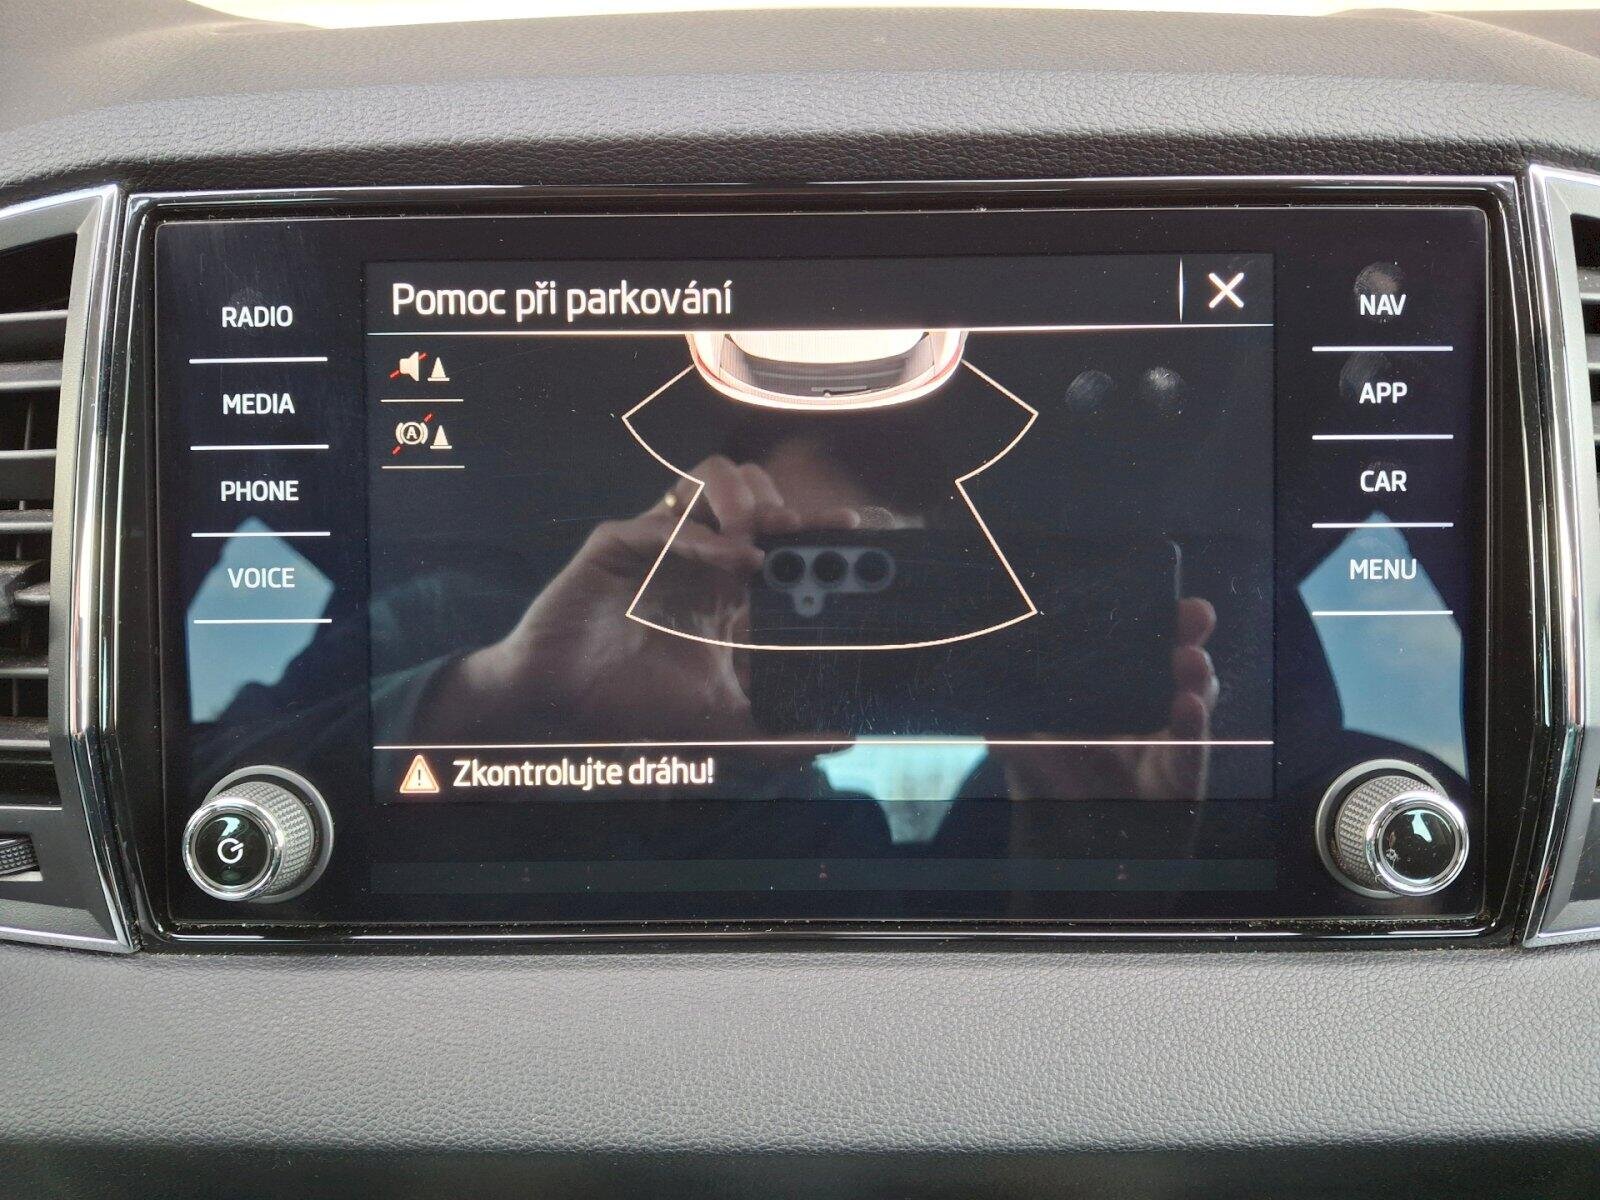 Pomoc při parkování
RADIO
MEDIA
PHONE
VOICE
NAV
APP
CAR
MENU
A
Zkontrolujte dráhu!